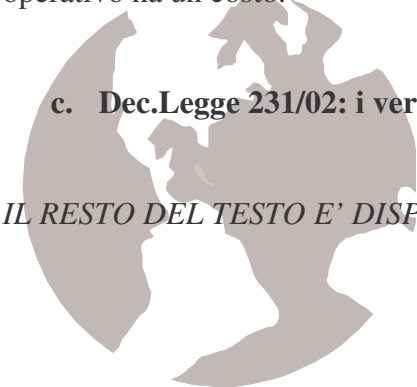 operativo ha un costo.
c. Dec.Legge 231/02: i ver
IL RESTO DEL TESTO E' DISP